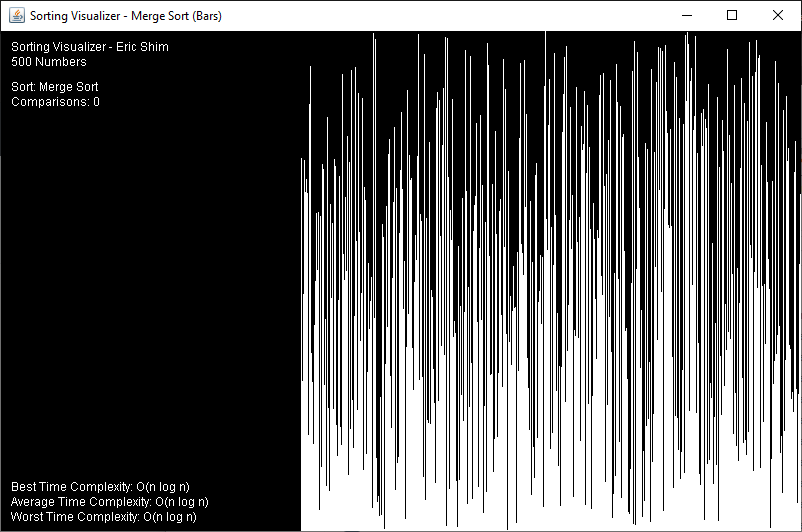 Sorting Visualizer - Merge Sort (Bars)
Sorting Visualizer - Eric Shim
500 Numbers
Sort: Merge Sort
Comparisons: 0
Best Time Complexity: O(n log n)
Average Time Complexity: O(n log n)
Worst Time Complexity: O(n log n)